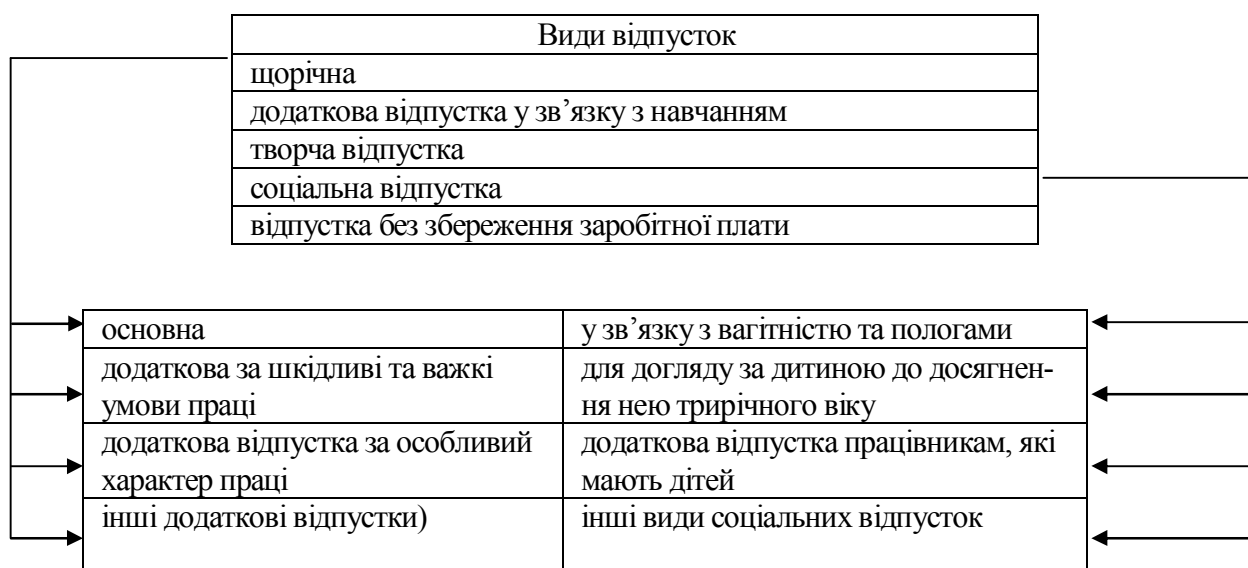 Види відпусток
щорічна
додаткова відпустка у зв’язку з навчанням
творча відпустка
соціальна відпустка
відпустка без збереження заробітної плати
основна
у зв’язку з вагітністю та пологами
додаткова за шкідливі та важкі
умови праці
для догляду за дитиною до досягнен-
ня нею трирічного віку
додаткова відпустка за особливий
характер праці
додаткова відпустка працівникам, які
мають дітей
інші додаткові відпустки)
інші види соціальних відпусток